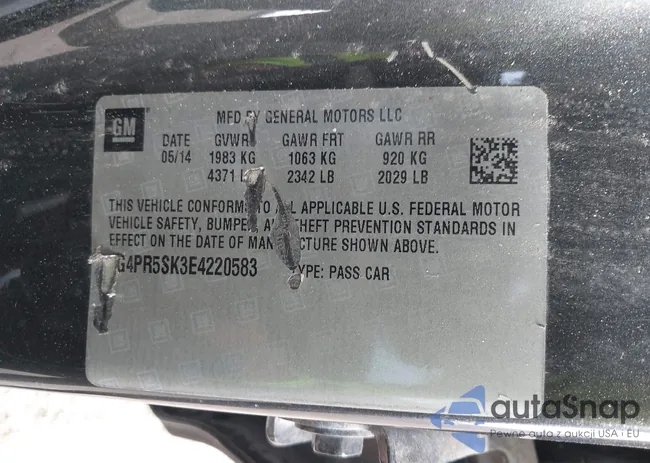 GM
MFD BY GENERAL MOTORS LLC
DATE GVWR GAWR FRT GAWR RR
05/14 1983 KG 1063 KG 920 KG
4371 LB 2342 LB 2029 LB
THIS VEHICLE CONFORMS TO ALL APPLICABLE U.S. FEDERAL MOTOR
VEHICLE SAFETY, BUMPER, AND THEFT PREVENTION STANDARDS IN
EFFECT ON THE DATE OF MANUFACTURE SHOWN ABOVE.
G4PR5SK3E4220583 TYPE: PASS CAR
autoSnap
Pewne auta z aukcji USA i EU